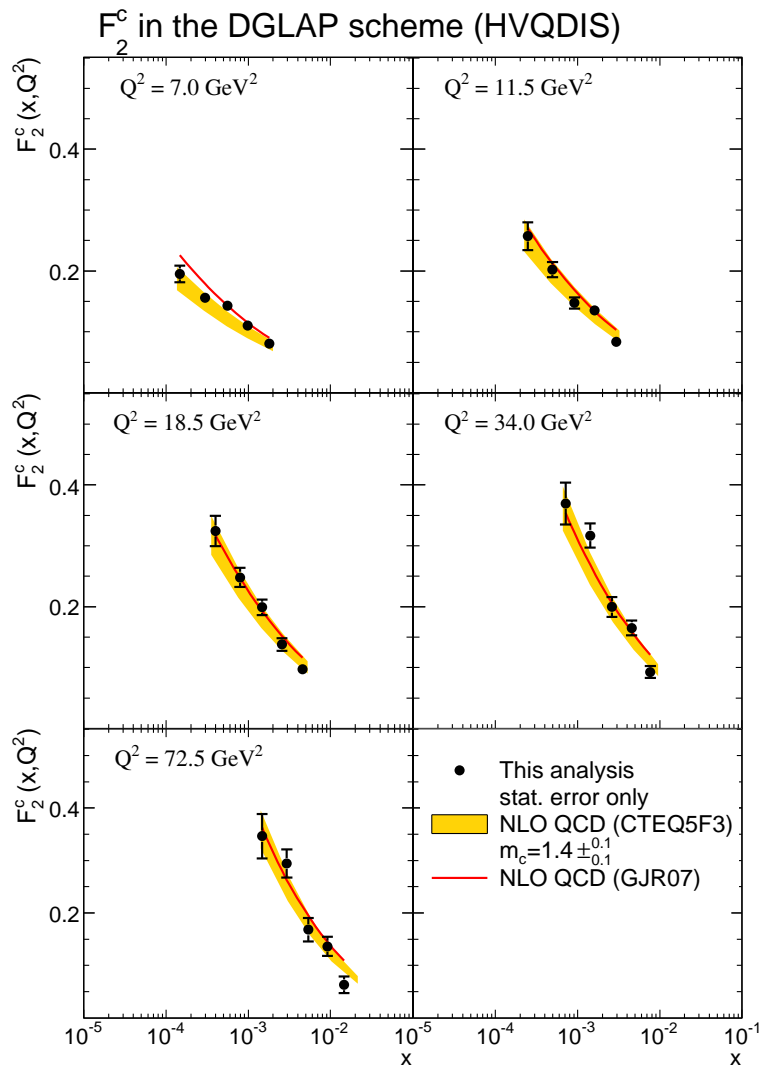 F₂ᶜ in the DGLAP scheme (HVQDIS)
F₂ᶜ (x,Q²)
Q² = 7.0 GeV²
Q² = 11.5 GeV²
0.4
0.2
F₂ᶜ (x,Q²)
Q² = 18.5 GeV²
Q² = 34.0 GeV²
0.4
0.2
F₂ᶜ (x,Q²)
Q² = 72.5 GeV²
0.4
0.2
0
This analysis
stat. error only
NLO QCD (CTEQ5F3)
m_c=1.4 ±^0.1_0.1
NLO QCD (GJR07)
10⁻⁵ 10⁻⁴ 10⁻³ 10⁻² 10⁻⁵ 10⁻⁴ 10⁻³ 10⁻² 10⁻¹
x x